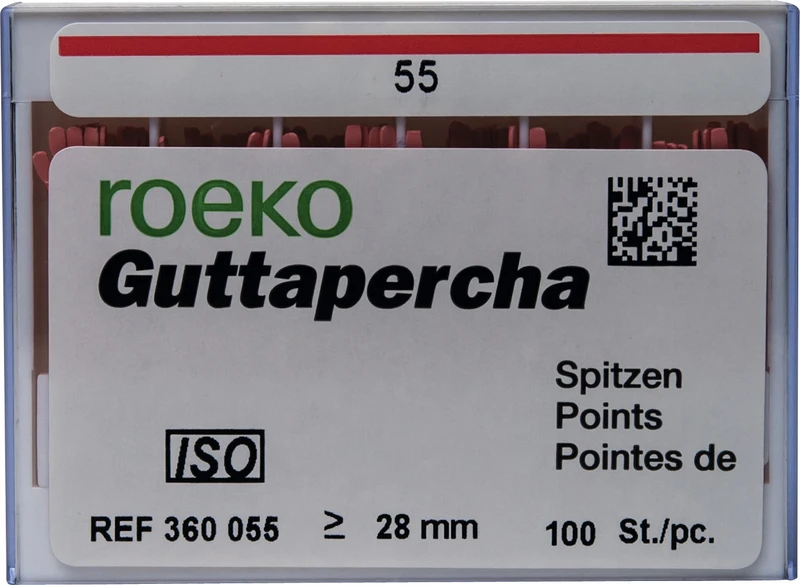 55
roeko
Guttapercha
Spitzen
Points
Pointes de
ISO
REF 360 055 ≥ 28 mm 100 St./pc.